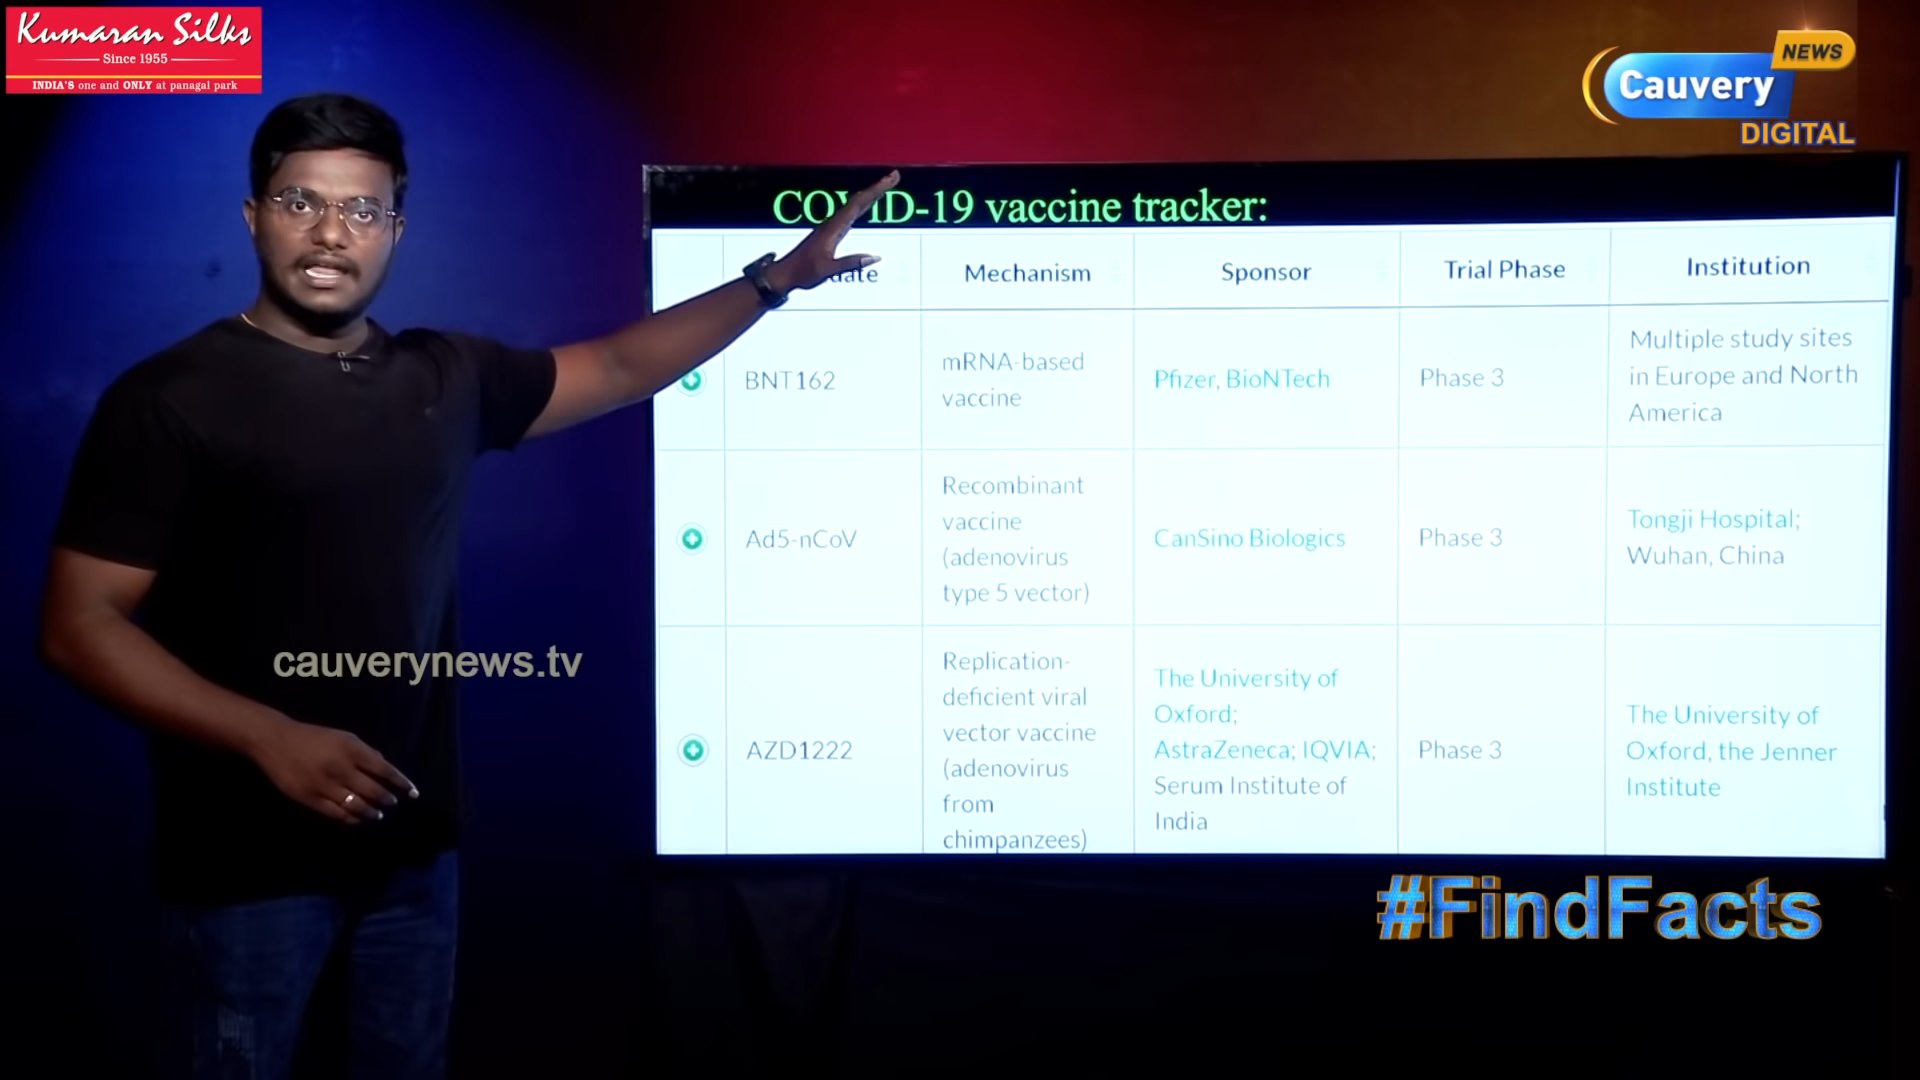 Kumaran Silks
Since 1955
INDIA'S one and ONLY at panagal park
NEWS
Cauvery
DIGITAL
COVID-19 vaccine tracker:
Mechanism
Sponsor
Trial Phase
Institution
BNT162
mRNA-based
vaccine
Pfizer, BioNTech
Phase 3
Multiple study sites
in Europe and North
America
Ad5-nCoV
Recombinant
vaccine
(adenovirus
type 5 vector)
CanSino Biologics
Phase 3
Tongji Hospital;
Wuhan, China
AZD1222
Replication-
deficient viral
vector vaccine
(adenovirus
from
chimpanzees)
The University of
Oxford;
AstraZeneca; IQVIA;
Serum Institute of
India
Phase 3
The University of
Oxford, the Jenner
Institute
cauverynews.tv
#FindFacts